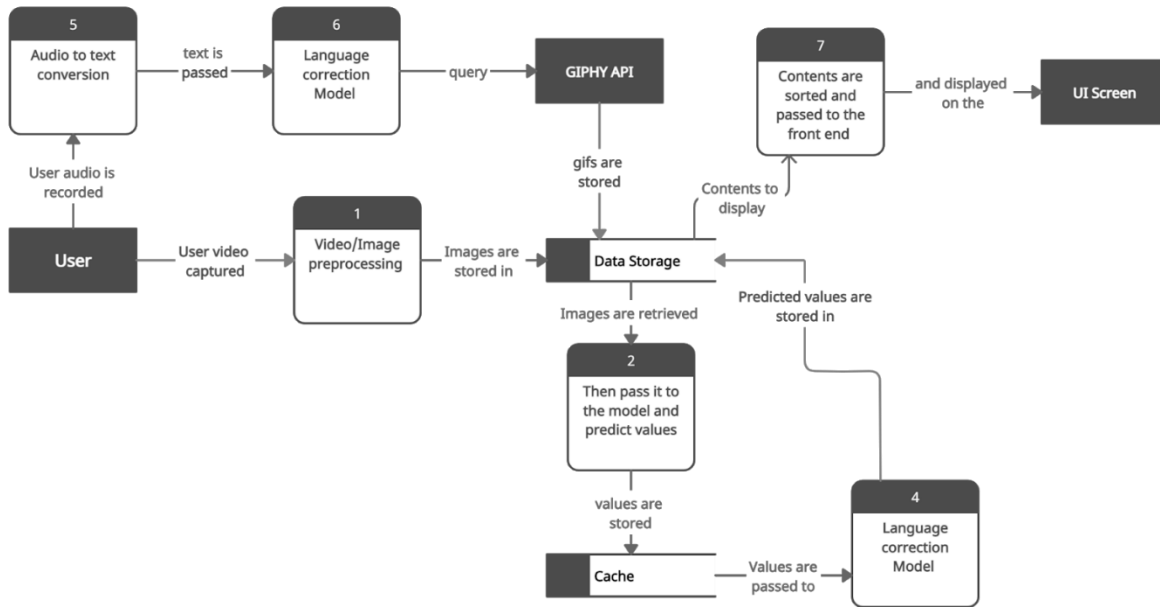 5
Audio to text
conversion
text is
passed
6
Language
correction
Model
query
GIPHY API
7
Contents are
sorted and
passed to the
front end
and displayed
on the
UI Screen
User audio is
recorded
gifs are
stored
Contents to
display
User
User video
captured
1
Video/Image
preprocessing
Images are
stored in
Data Storage
Predicted values are
stored in
Images are retrieved
2
Then pass it to
the model and
predict values
values are
stored
Cache
Values are
passed to
4
Language
correction
Model